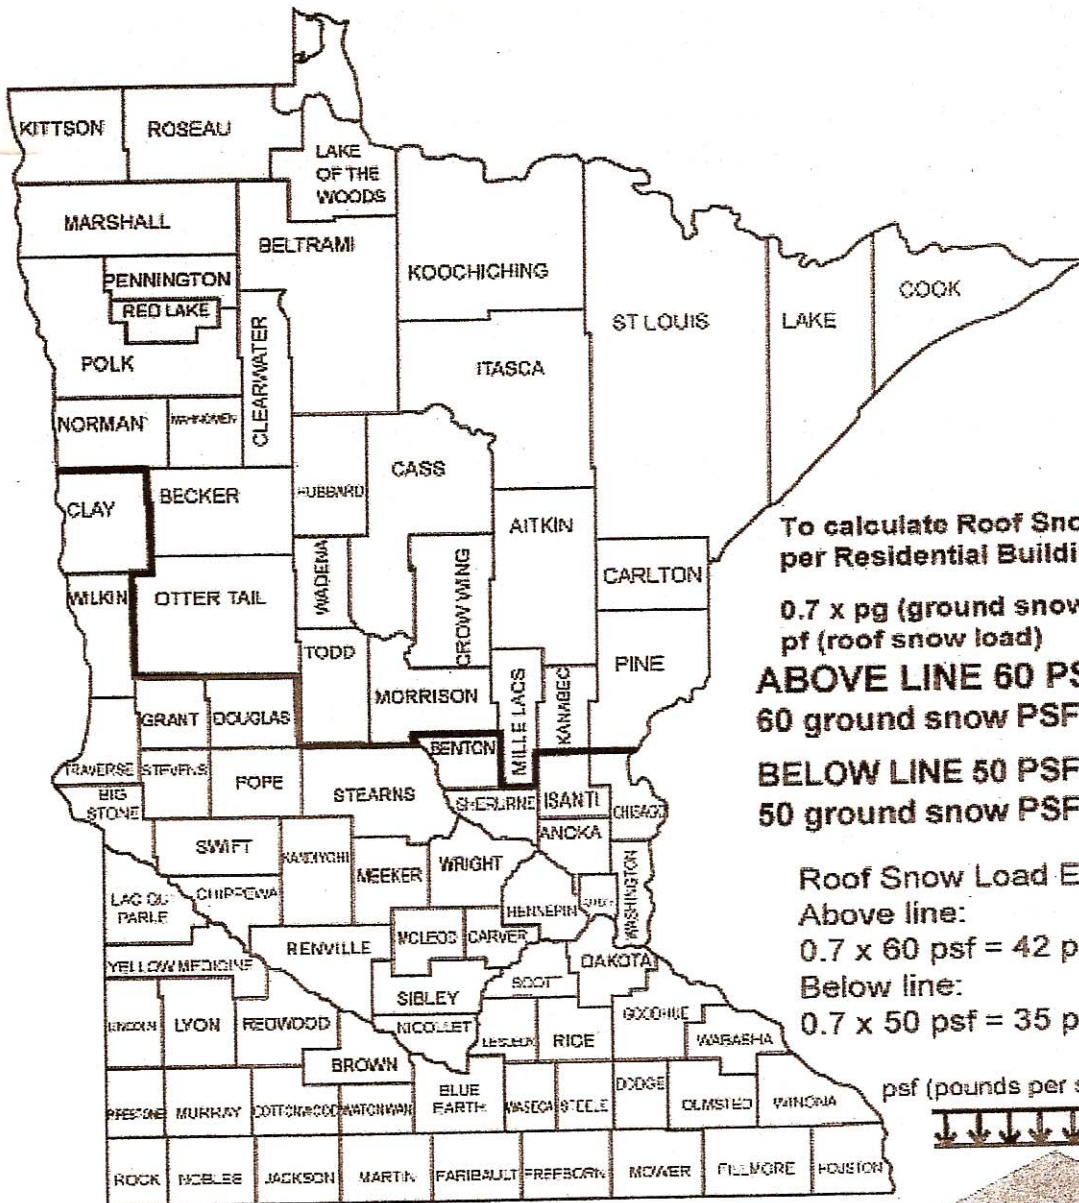 KITTSON
ROSEAU
LAKE
OF THE
WOODS
MARSHALL
BELTRAMI
KOOCHICHING
PENNINGTON
RED LAKE
COOK
ST LOUIS
LAKE
POLK
CLEARWATER
ITASCA
NORMAN
CASS
CLAY
BECKER
HUBBARD
AITKIN
WADENA
CROW WING
CARLTON
WILKIN
OTTER TAIL
TODD
PINE
MORRISON
MILLE LACS
KANABEC
GRANT
DOUGLAS
BENTON
TRAVERSE
STEVENS
POPE
STEARNS
SHERBURNE
ISANTI
CHISAGO
BIG
STONE
ANOKA
SWIFT
KANDIYOHI
MEEKER
WRIGHT
WASHINGTON
LAC QUI
PARLE
CHIPPEWA
HENNEPIN
RENVILLE
MCLEOD
CARVER
YELLOW MEDICINE
DAKOTA
SCOTT
SIBLEY
LINCOLN
LYON
REDWOOD
NICOLLET
LESUEUR
RICE
GOODHUE
WABASHA
BROWN
MURRAY
COTTONWOOD
WATONWAN
BLUE
EARTH
WASECA
STEELE
DODGE
OLMSTED
WINONA
ROCK
NOBLES
JACKSON
MARTIN
FARIBAULT
FREEBORN
MOWER
FILLMORE
HOUSTON
To calculate Roof Sno
per Residential Buildi
0.7 x pg (ground snow
pf (roof snow load)
ABOVE LINE 60 PS
60 ground snow PSF
BELOW LINE 50 PSF
50 ground snow PSF
Roof Snow Load E
Above line:
0.7 x 60 psf = 42 p
Below line:
0.7 x 50 psf = 35 p
psf (pounds per s